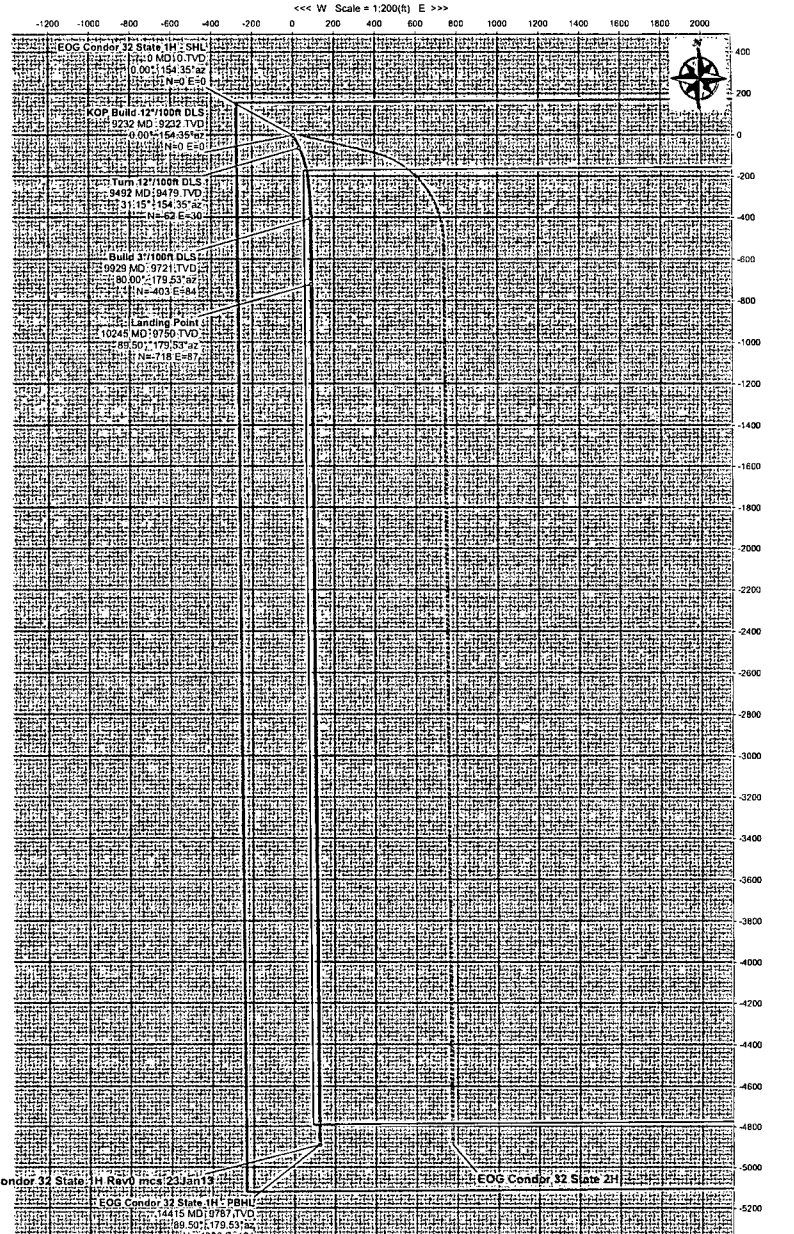 <<< W Scale = 1:200(ft) E >>>
-1200 -1000 -800 -600 -400 -200 0 200 400 600 800 1000 1200 1400 1600 1800 2000
EOG Condor 32 State 1H - SHL
0 MD 0 TVD
0.00° 154.35°az
N=0 E=0
N
400
200
0
-200
-400
-600
-800
-1000
-1200
-1400
-1600
-1800
-2000
-2200
-2400
-2600
-2800
-3000
-3200
-3400
-3600
-3800
-4000
-4200
-4400
-4600
-4800
-5000
-5200
KOP Build 12°/100ft DLS
9232 MD 9232 TVD
0.00° 154.35°az
N=0 E=0
Turn 12°/100ft DLS
9492 MD 9479 TVD
31.15° 154.35°az
N=-62 E=30
Build 3°/100ft DLS
9929 MD 9721 TVD
80.00° 179.53°az
N=-403 E=84
Landing Point
10245 MD 9750 TVD
89.50° 179.53°az
N=-718 E=87
ondor 32 State 1H Rev0 mcs 23Jan13
EOG Condor 32 State 2H
EOG Condor 32 State 1H - PBHL
14415 MD 9787 TVD
89.50° 179.53°az